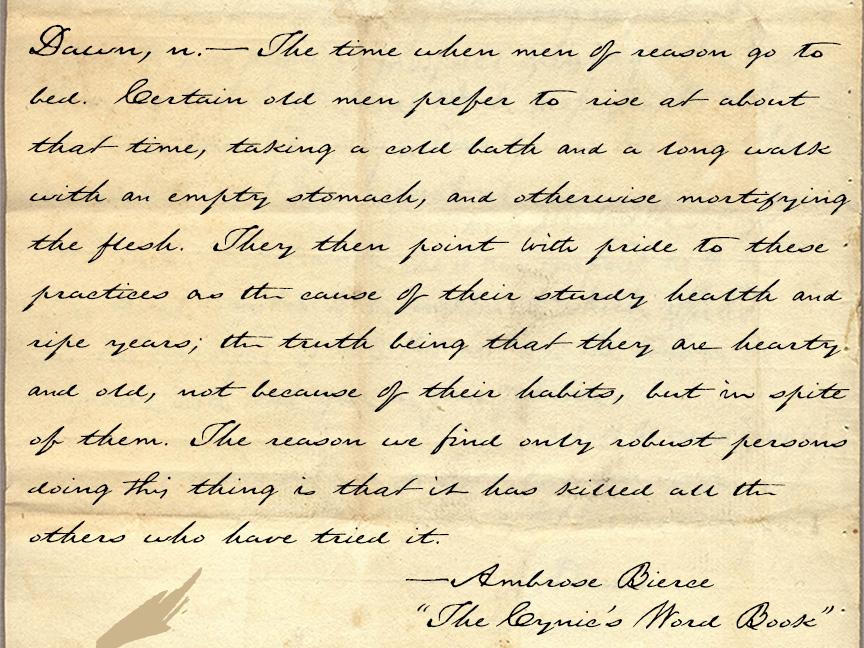 Dawn, n.— The time when men of reason go to
bed. Certain old men prefer to rise at about
that time, taking a cold bath and a long walk
with an empty stomach, and otherwise mortifying
the flesh. They then point with pride to these
practices as the cause of their sturdy health and
ripe years; the truth being that they are hearty
and old, not because of their habits, but in spite
of them. The reason we find only robust persons
doing this thing is that it has killed all the
others who have tried it.
—Ambrose Bierce
"The Cynic's Word Book"